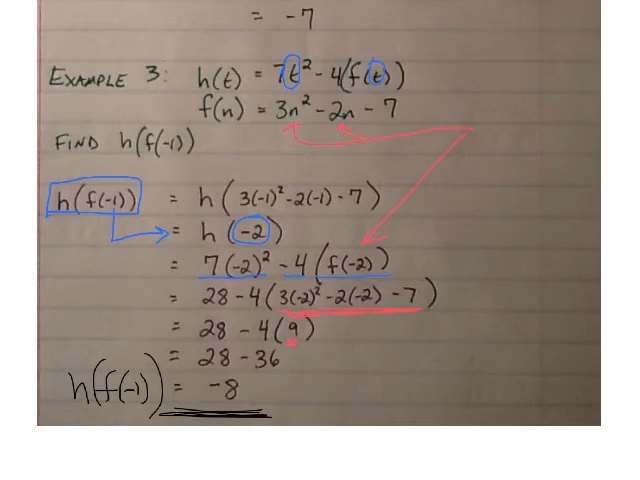 = -7
EXAMPLE 3: h(t) = 7t² - 4(f(t))
f(n) = 3n² - 2n - 7
FIND h(f(-1))
h(f(-1)) = h(3(-1)² - 2(-1) - 7)
= h(-2)
= 7(-2)² - 4(f(-2))
= 28 - 4(3(-2)² - 2(-2) - 7)
= 28 - 4(9)
= 28 - 36
h(f(-1)) = -8